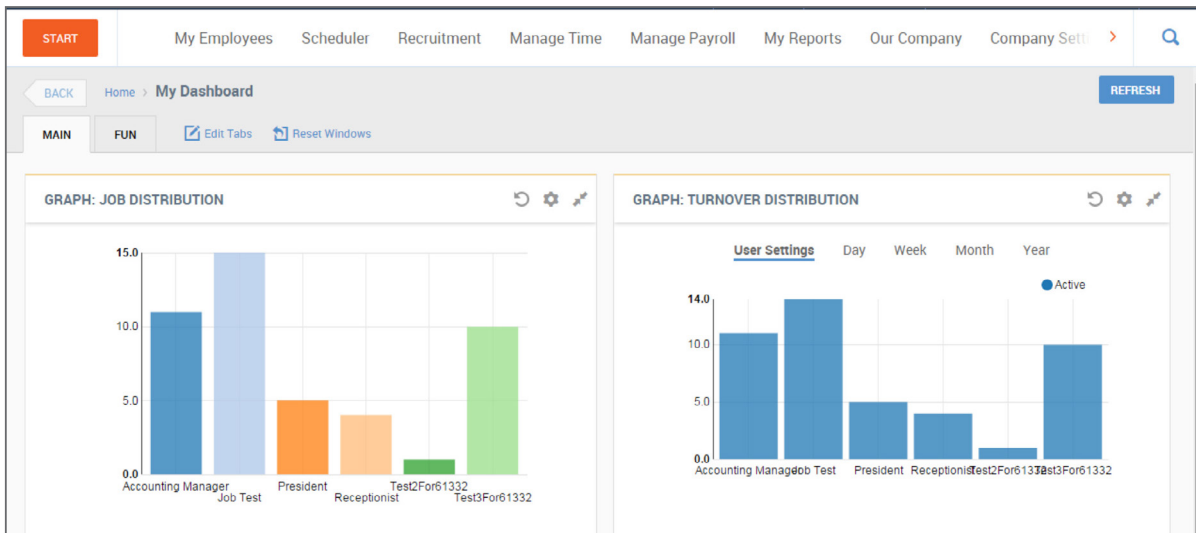 START My Employees Scheduler Recruitment Manage Time Manage Payroll My Reports Our Company Company Sett >
BACK Home > My Dashboard REFRESH
MAIN FUN Edit Tabs Reset Windows
GRAPH: JOB DISTRIBUTION
15.0
10.0
5.0
0.0
Accounting Manager President Test2For61332
Job Test Receptionist Test3For61332
GRAPH: TURNOVER DISTRIBUTION
User Settings Day Week Month Year
Active
14.0
10.0
5.0
0.0
Accounting Manager Job Test President Receptionist Test2For61332 Test3For61332